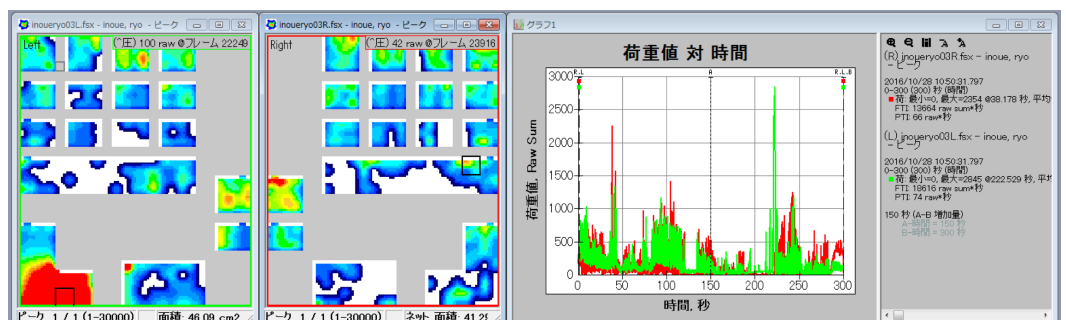 inoueryo03L.fsx - inoue, ryo - ピーク
Left
(^圧) 100 raw @フレーム 22249
ピーク 1 / 1 (1-30000)
面積: 46.09 cm2
inoueryo03R.fsx - inoue, ryo - ピーク
Right
(^圧) 42 raw @フレーム 23916
ピーク 1 / 1 (1-30000)
ネット 面積: 41.2
グラフ1
荷重値 対 時間
R.L
A
R.L.B
3000
2500
2000
1500
1000
500
0
荷重値, Raw Sum
0 50 100 150 200 250 300
時間, 秒
(R) inoueryo03R.fsx - inoue, ryo
- ピーク
2016/10/28 10:50:31.797
0-300 (300) 秒 (時間)
荷: 最小=0, 最大=2354 @38.178 秒, 平均
FTI: 13664 raw sum*秒
PTI: 66 raw*秒
(L) inoueryo03L.fsx - inoue, ryo
- ピーク
2016/10/28 10:50:31.797
0-300 (300) 秒 (時間)
荷: 最小=0, 最大=2845 @222.529 秒, 平
FTI: 18616 raw sum*秒
PTI: 74 raw*秒
150 秒 (A-B 増加量)
A-時間 = 150 秒
B-時間 = 300 秒